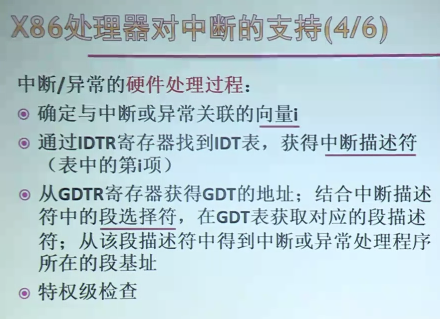 X86处理器对中断的支持(4/6)
中断/异常的硬件处理过程:
确定与中断或异常关联的向量i
通过IDTR寄存器找到IDT表，获得中断描述符
（表中的第i项）
从GDTR寄存器获得GDT的地址；结合中断描述
符中的段选择符，在GDT表获取对应的段描述
符；从该段描述符中得到中断或异常处理程序
所在的段基址
特权级检查